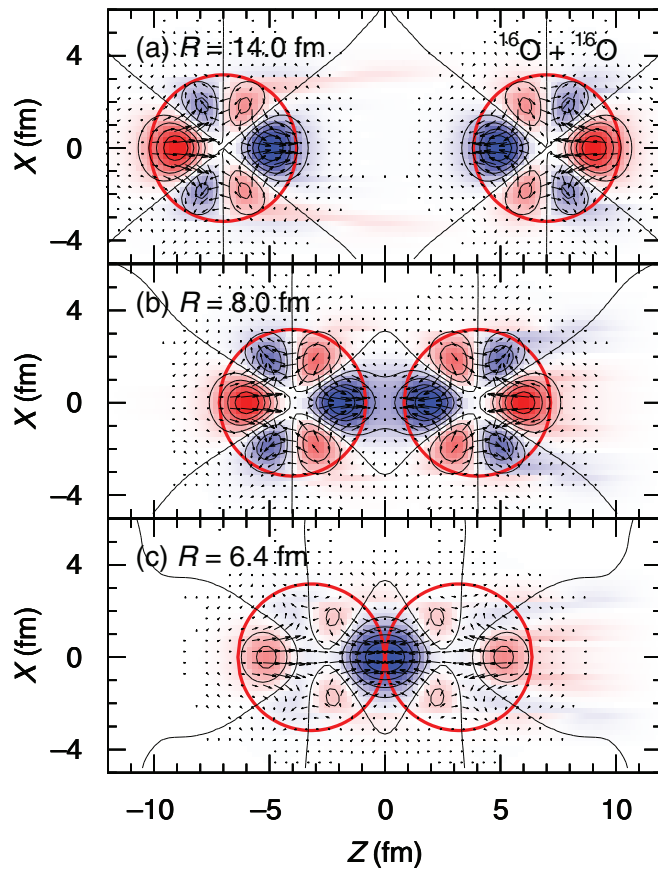 (a) R = 14.0 fm
¹⁶O + ¹⁶O
X (fm)
4
0
−4
(b) R = 8.0 fm
X (fm)
4
0
−4
(c) R = 6.4 fm
X (fm)
4
0
−4
−10 −5 0 5 10
Z (fm)